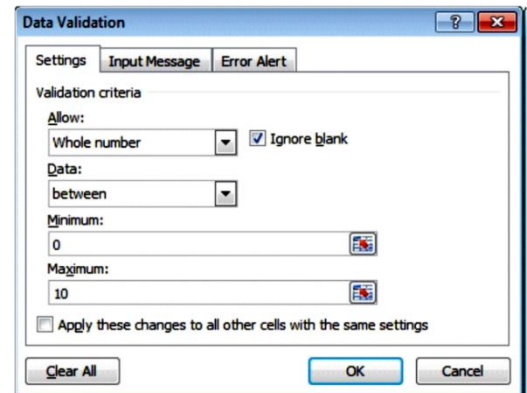 Data Validation
Settings Input Message Error Alert
Validation criteria
Allow:
Whole number Ignore blank
Data:
between
Minimum:
0
Maximum:
10
Apply these changes to all other cells with the same settings
Clear All OK Cancel